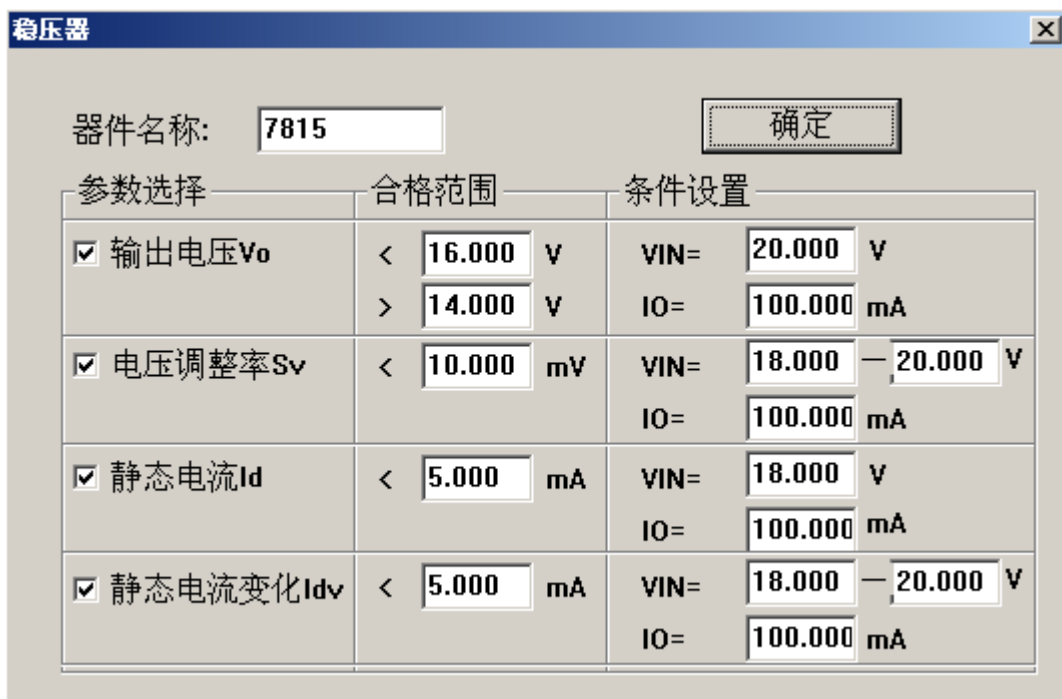 稳压器
器件名称: 7815 确定
参数选择 合格范围 条件设置
输出电压Vo < 16.000 V VIN= 20.000 V
> 14.000 V IO= 100.000 mA
电压调整率Sv < 10.000 mV VIN= 18.000 — 20.000 V
IO= 100.000 mA
静态电流Id < 5.000 mA VIN= 18.000 V
IO= 100.000 mA
静态电流变化Idv < 5.000 mA VIN= 18.000 — 20.000 V
IO= 100.000 mA